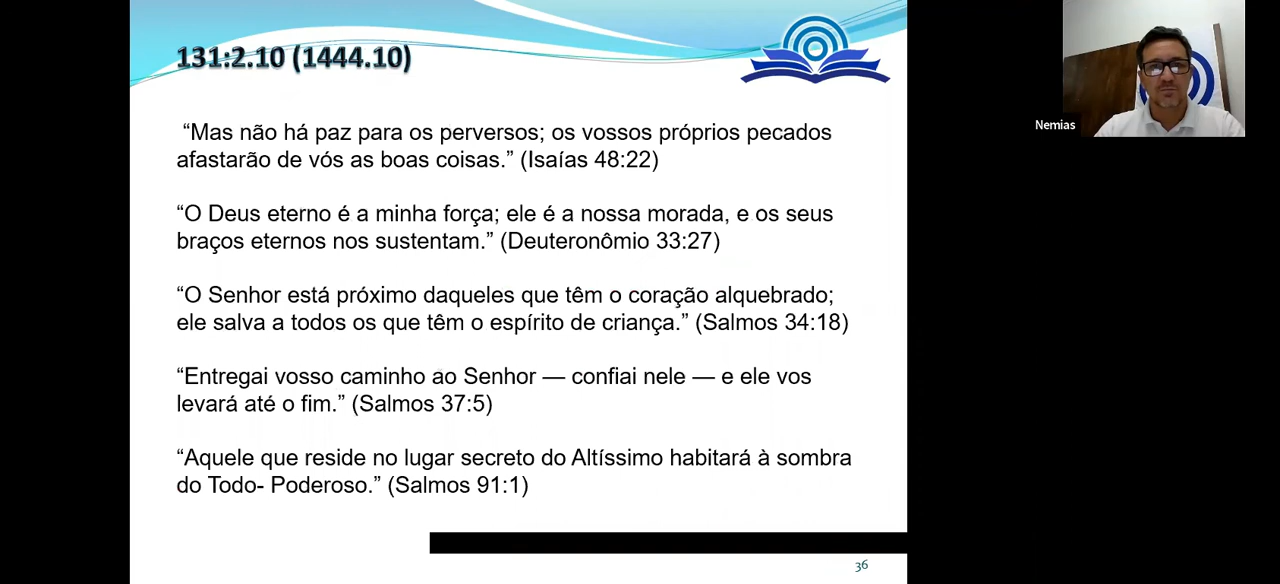 131:2.10 (1444.10)
“Mas não há paz para os perversos; os vossos próprios pecados
afastarão de vós as boas coisas.” (Isaías 48:22)
“O Deus eterno é a minha força; ele é a nossa morada, e os seus
braços eternos nos sustentam.” (Deuteronômio 33:27)
“O Senhor está próximo daqueles que têm o coração alquebrado;
ele salva a todos os que têm o espírito de criança.” (Salmos 34:18)
“Entregai vosso caminho ao Senhor — confiai nele — e ele vos
levará até o fim.” (Salmos 37:5)
“Aquele que reside no lugar secreto do Altíssimo habitará à sombra
do Todo- Poderoso.” (Salmos 91:1)
36
Nemias